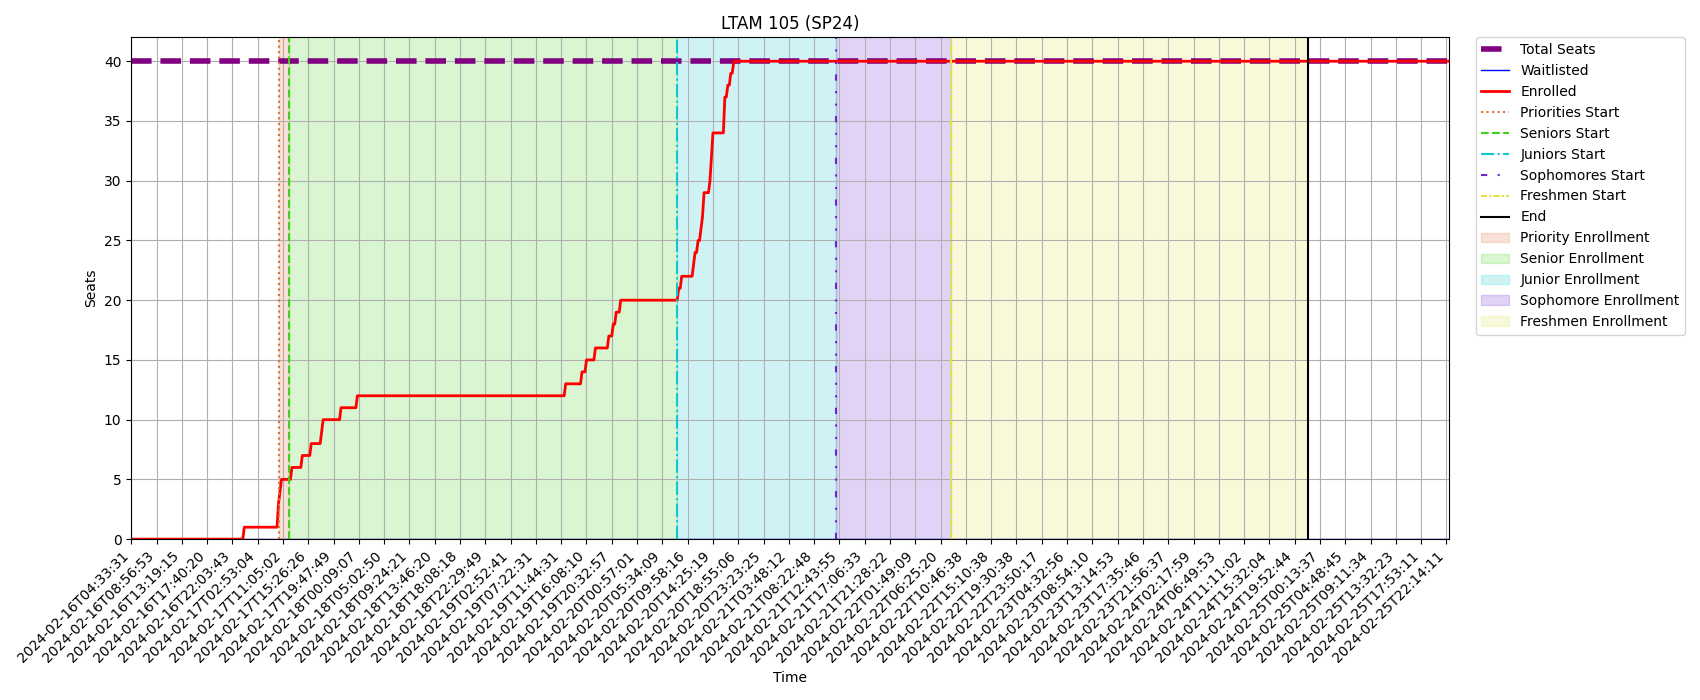 LTAM 105 (SP24)
Total Seats
Waitlisted
Enrolled
Priorities Start
Seniors Start
Juniors Start
Sophomores Start
Freshmen Start
End
Priority Enrollment
Senior Enrollment
Junior Enrollment
Sophomore Enrollment
Freshmen Enrollment
Seats
40
35
30
25
20
15
10
5
0
2024-02-16T04:33:31
2024-02-16T08:56:53
2024-02-16T13:19:15
2024-02-16T17:40:20
2024-02-16T22:03:43
2024-02-17T02:53:04
2024-02-17T11:05:02
2024-02-17T15:26:26
2024-02-17T19:47:49
2024-02-18T00:09:07
2024-02-18T05:02:50
2024-02-18T09:24:21
2024-02-18T13:46:20
2024-02-18T18:08:18
2024-02-18T22:29:49
2024-02-19T02:52:41
2024-02-19T07:22:31
2024-02-19T11:44:31
2024-02-19T16:08:10
2024-02-19T20:32:57
2024-02-20T00:57:01
2024-02-20T05:34:09
2024-02-20T09:58:16
2024-02-20T14:25:19
2024-02-20T18:55:06
2024-02-20T23:23:25
2024-02-21T03:48:12
2024-02-21T08:22:48
2024-02-21T12:43:55
2024-02-21T17:06:33
2024-02-21T21:28:22
2024-02-22T01:49:09
2024-02-22T06:25:20
2024-02-22T10:46:38
2024-02-22T15:10:38
2024-02-22T19:30:38
2024-02-22T23:50:17
2024-02-23T04:32:56
2024-02-23T08:54:10
2024-02-23T13:14:53
2024-02-23T17:35:46
2024-02-23T21:56:37
2024-02-24T02:17:59
2024-02-24T06:49:53
2024-02-24T11:11:02
2024-02-24T15:32:04
2024-02-24T19:52:44
2024-02-25T00:13:37
2024-02-25T04:48:45
2024-02-25T09:11:34
2024-02-25T13:32:23
2024-02-25T17:53:11
2024-02-25T22:14:11
Time